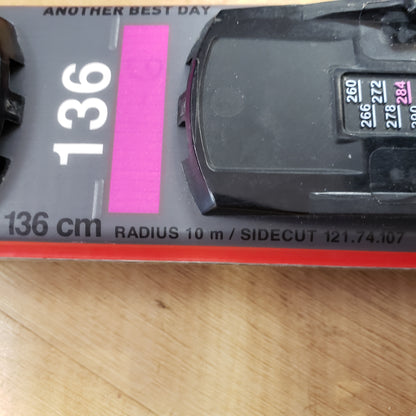 ANOTHER BEST DAY
136
260
266 272
278 284
136 cm RADIUS 10 m / SIDECUT 121.74.107